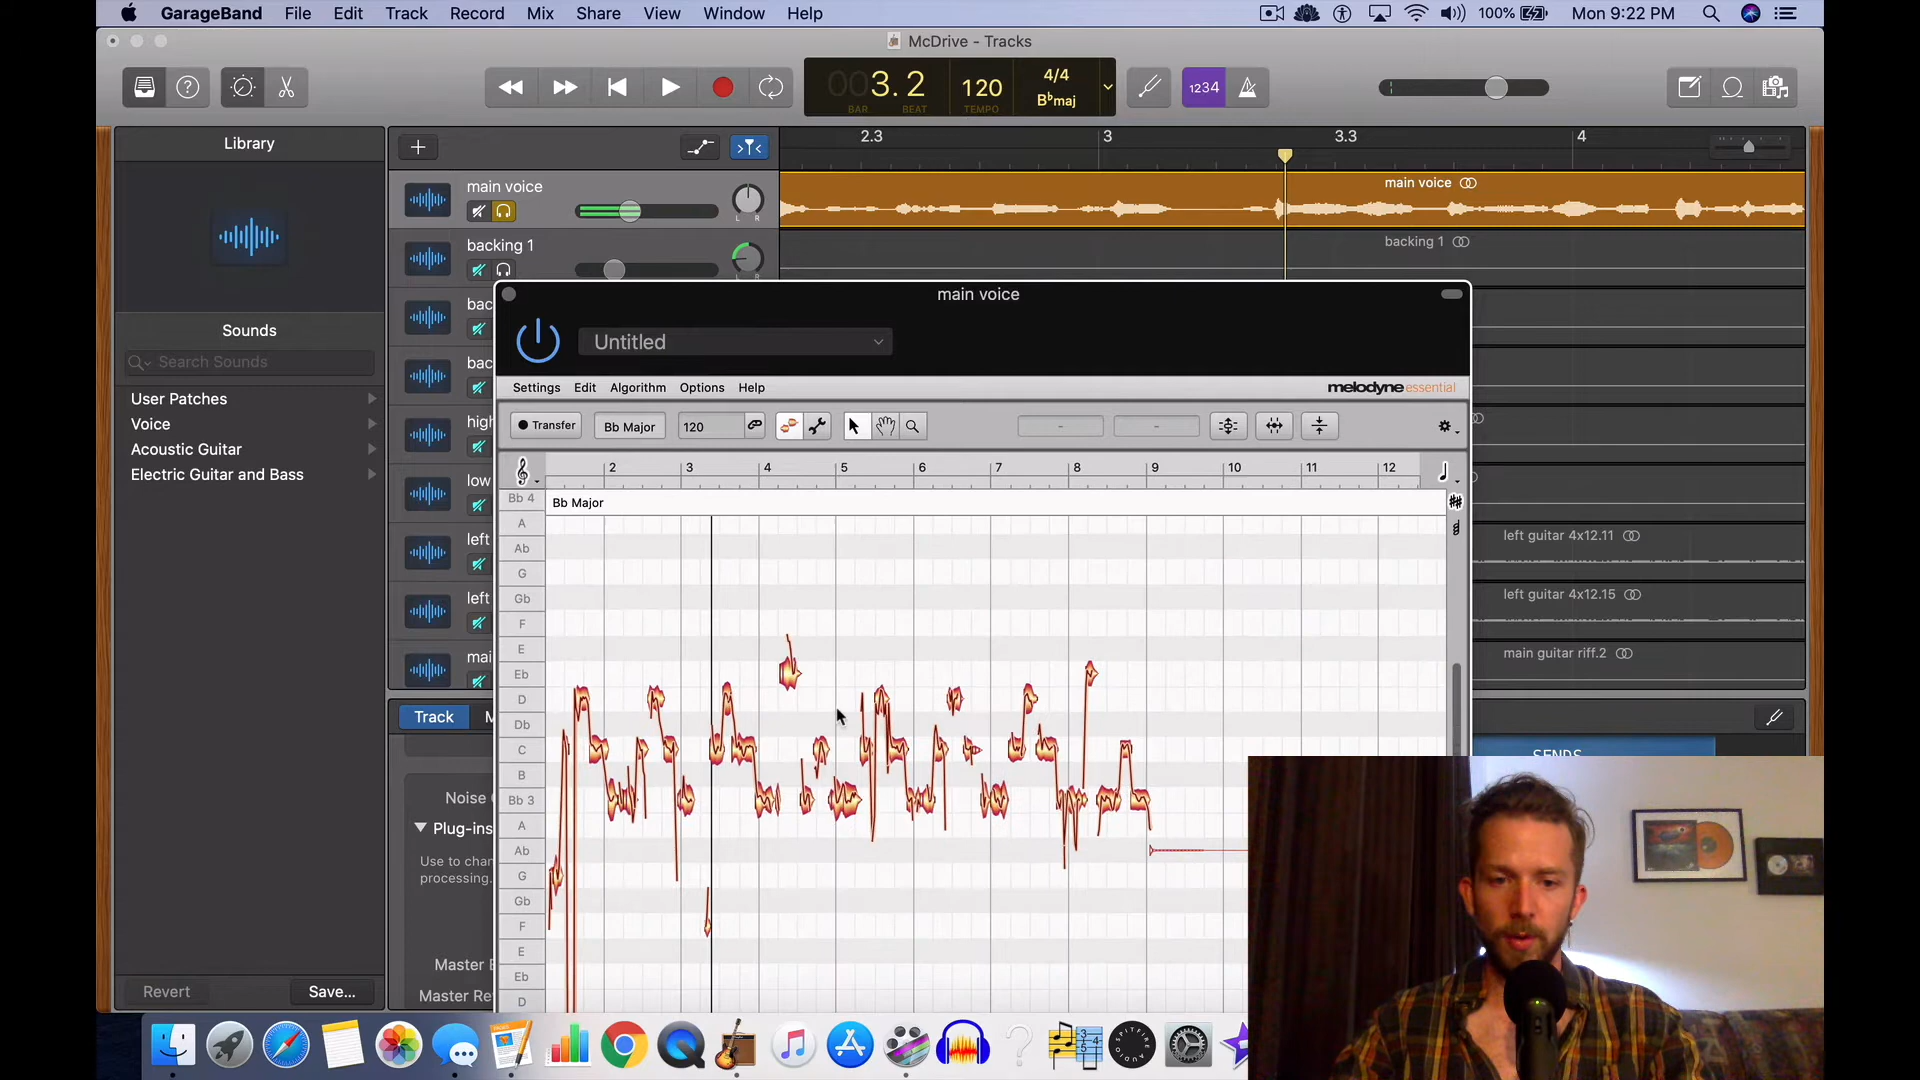 GarageBand File Edit Track Record Mix Share View Window Help 100% Mon 9:22 PM
McDrive - Tracks
003. 2 120 4/4
B♭maj
BAR BEAT TEMPO
1234
Library
2.3 3 3.3 4
main voice
main voice
L R
backing 1
backing 1
L R
bac
Sounds
Search Sounds
bac
User Patches
Voice
Acoustic Guitar
Electric Guitar and Bass
high
low
left
left
mai
left guitar 4x12.11
left guitar 4x12.15
main guitar riff.2
main voice
Untitled
Settings Edit Algorithm Options Help
melodyne essential
Transfer Bb Major 120 - -
2 3 4 5 6 7 8 9 10 11 12
Bb 4 Bb Major
A
Ab
G
Gb
F
E
Eb
D
Db
C
B
Bb 3
A
Ab
G
Gb
F
E
Eb
D
Track M
SENDS
Noise
Plug-ins
Use to chan
processing.
Master E
Master Re
Revert Save...